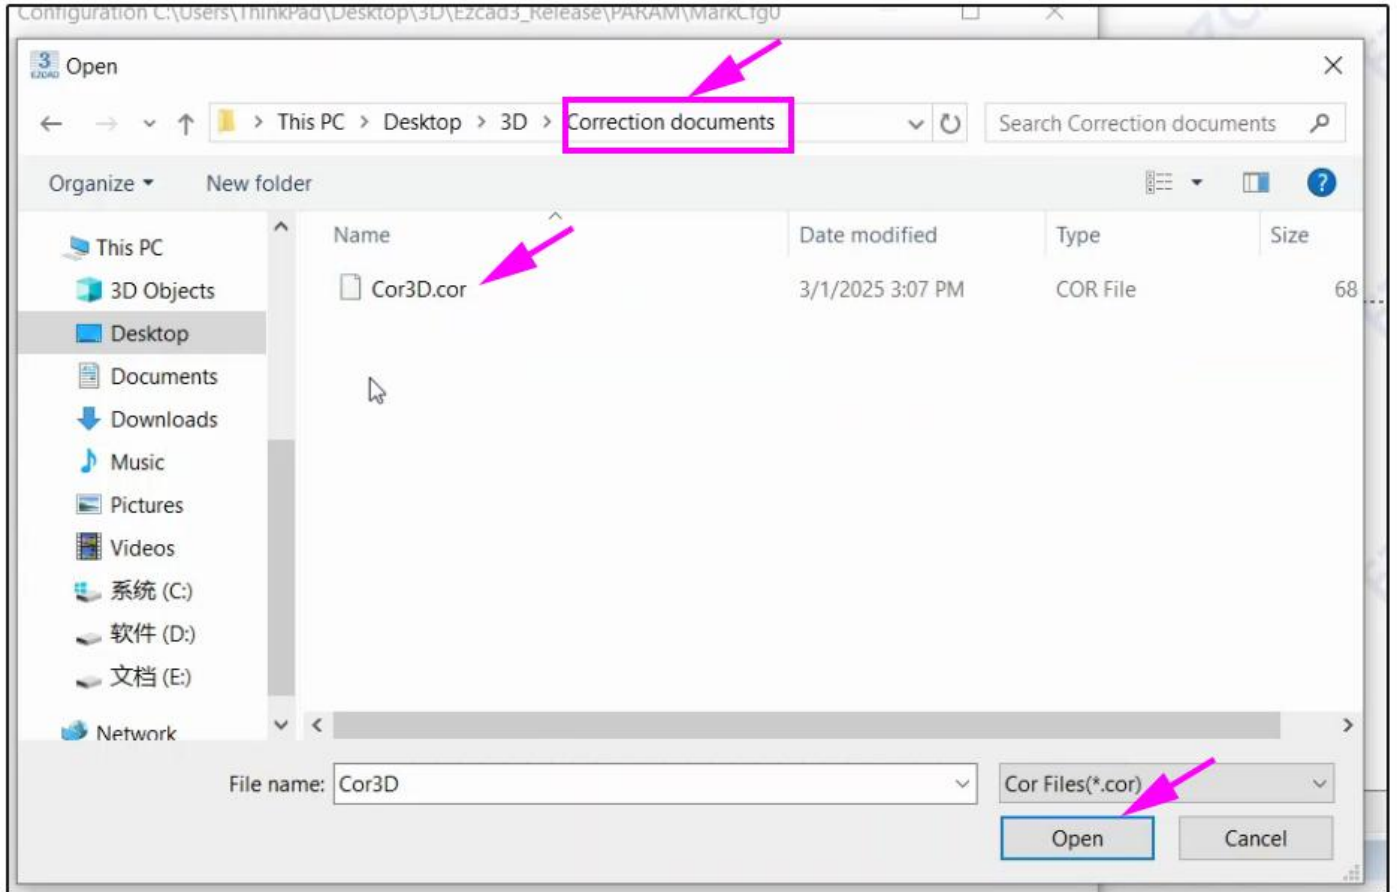 Configuration C:\Users\ThinkPad\Desktop\3D\Ezcad3_Release\PARAM\MarkCfg0
3
EZCAD
Open
This PC > Desktop > 3D > Correction documents
Search Correction documents
Organize
New folder
?
Name
Date modified
Type
Size
Cor3D.cor
3/1/2025 3:07 PM
COR File
68
This PC
3D Objects
Desktop
Documents
Downloads
Music
Pictures
Videos
系统 (C:)
软件 (D:)
文档 (E:)
Network
File name:
Cor3D
Cor Files(*.cor)
Open
Cancel